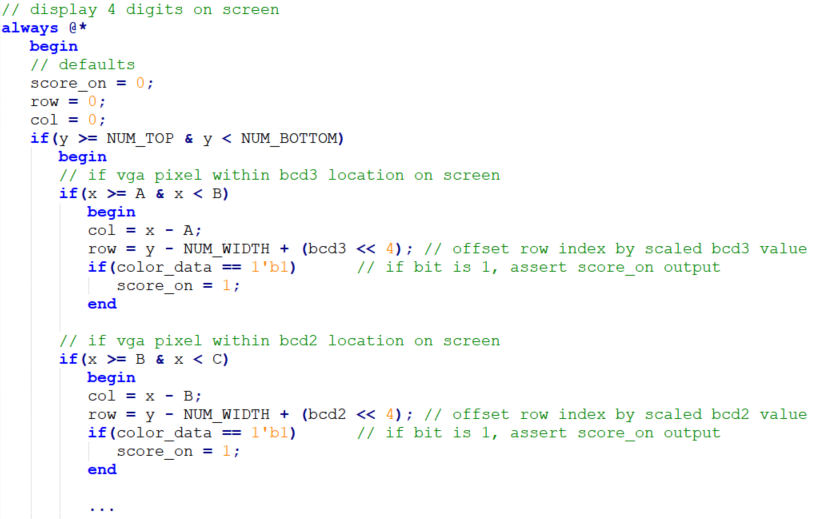 // display 4 digits on screen
always @*
begin
// defaults
score_on = 0;
row = 0;
col = 0;
if(y >= NUM_TOP & y < NUM_BOTTOM)
begin
// if vga pixel within bcd3 location on screen
if(x >= A & x < B)
begin
col = x - A;
row = y - NUM_WIDTH + (bcd3 << 4); // offset row index by scaled bcd3 value
if(color_data == 1'b1) // if bit is 1, assert score_on output
score_on = 1;
end
// if vga pixel within bcd2 location on screen
if(x >= B & x < C)
begin
col = x - B;
row = y - NUM_WIDTH + (bcd2 << 4); // offset row index by scaled bcd2 value
if(color_data == 1'b1) // if bit is 1, assert score_on output
score_on = 1;
end
...